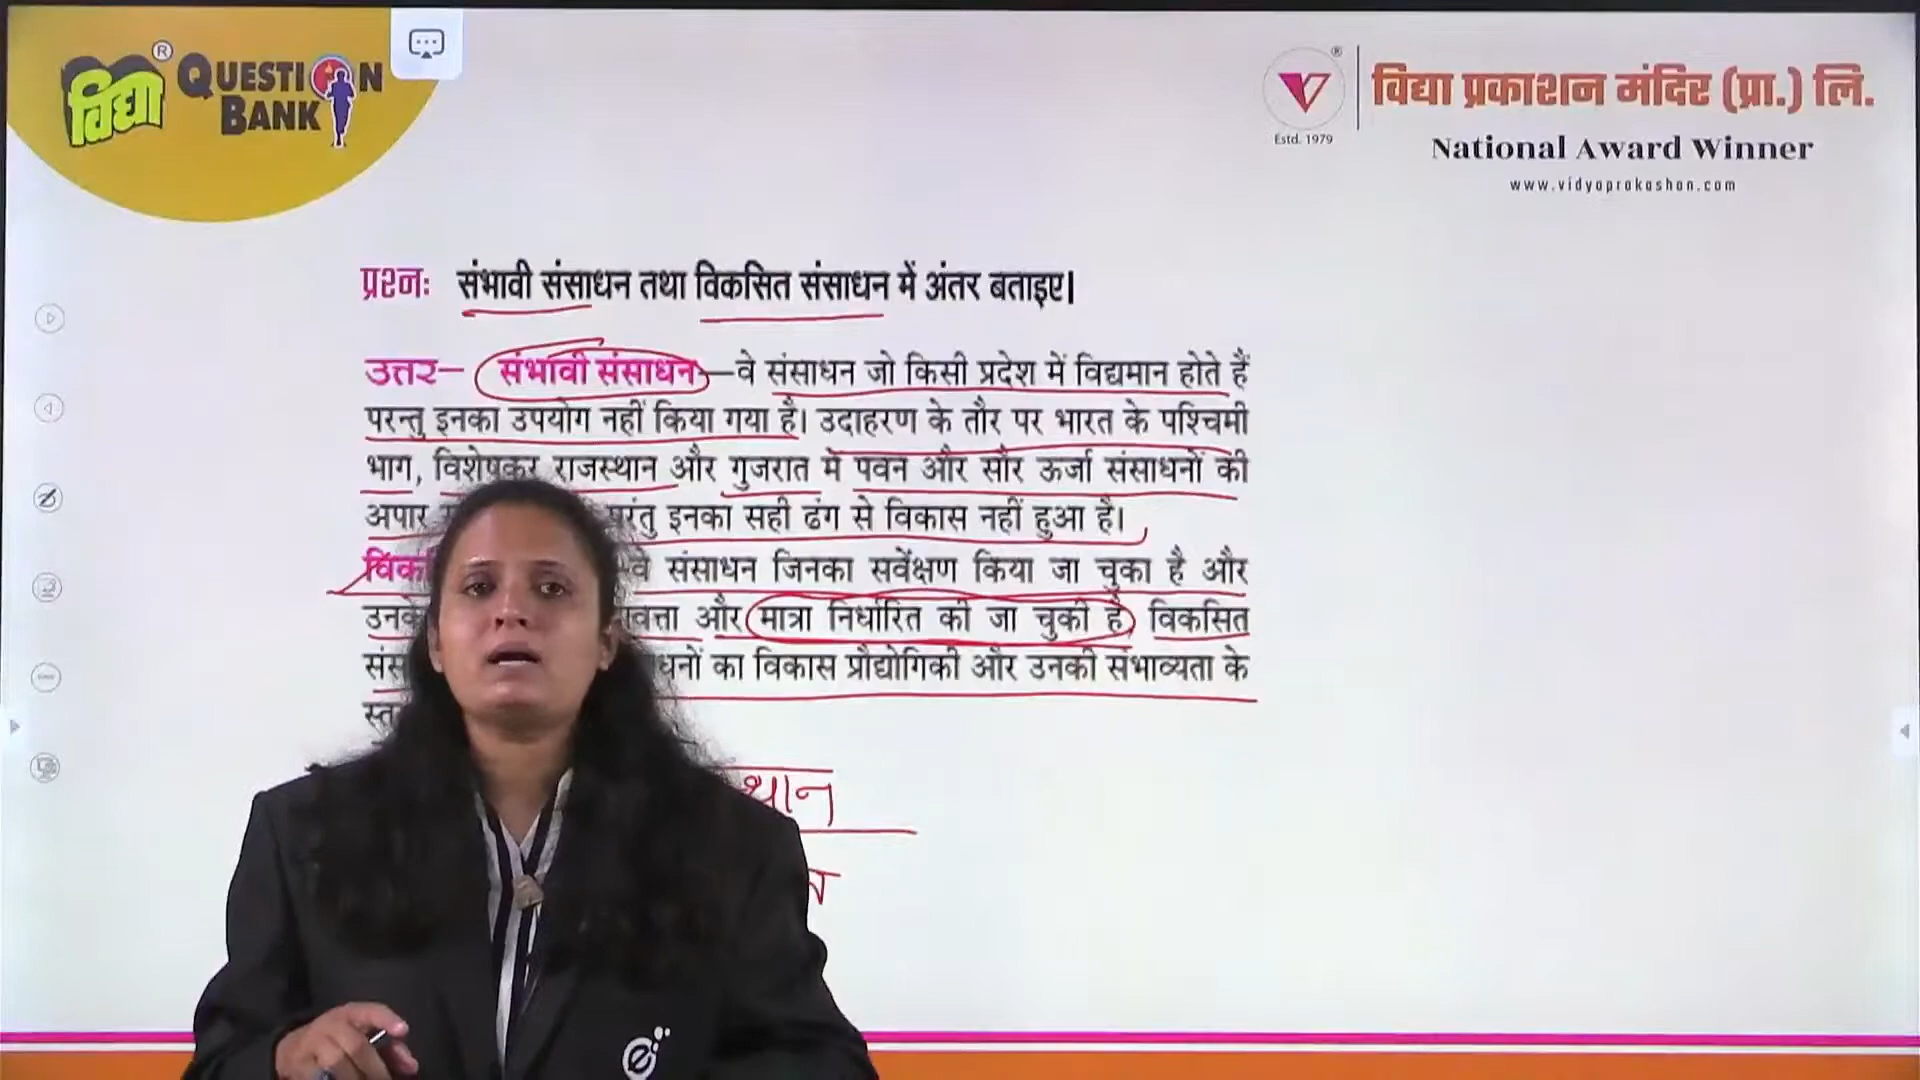 विद्या
®
QUESTION
BANK
®
Estd. 1979
विद्या प्रकाशन मंदिर (प्रा.) लि.
National Award Winner
www.vidyaprakashan.com
प्रश्नः संभावी संसाधन तथा विकसित संसाधन में अंतर बताइए।
उत्तर– संभावी संसाधन—वे संसाधन जो किसी प्रदेश में विद्यमान होते हैं
परन्तु इनका उपयोग नहीं किया गया है। उदाहरण के तौर पर भारत के पश्चिमी
भाग, विशेषकर राजस्थान और गुजरात में पवन और सौर ऊर्जा संसाधनों की
अपार इनका सही ढंग से विकास नहीं हुआ है।
संसाधन जिनका सर्वेक्षण किया जा चुका है और
और मात्रा निर्धारित की जा चुकी है, विकसित
का विकास प्रौद्योगिकी और उनकी संभाव्यता के